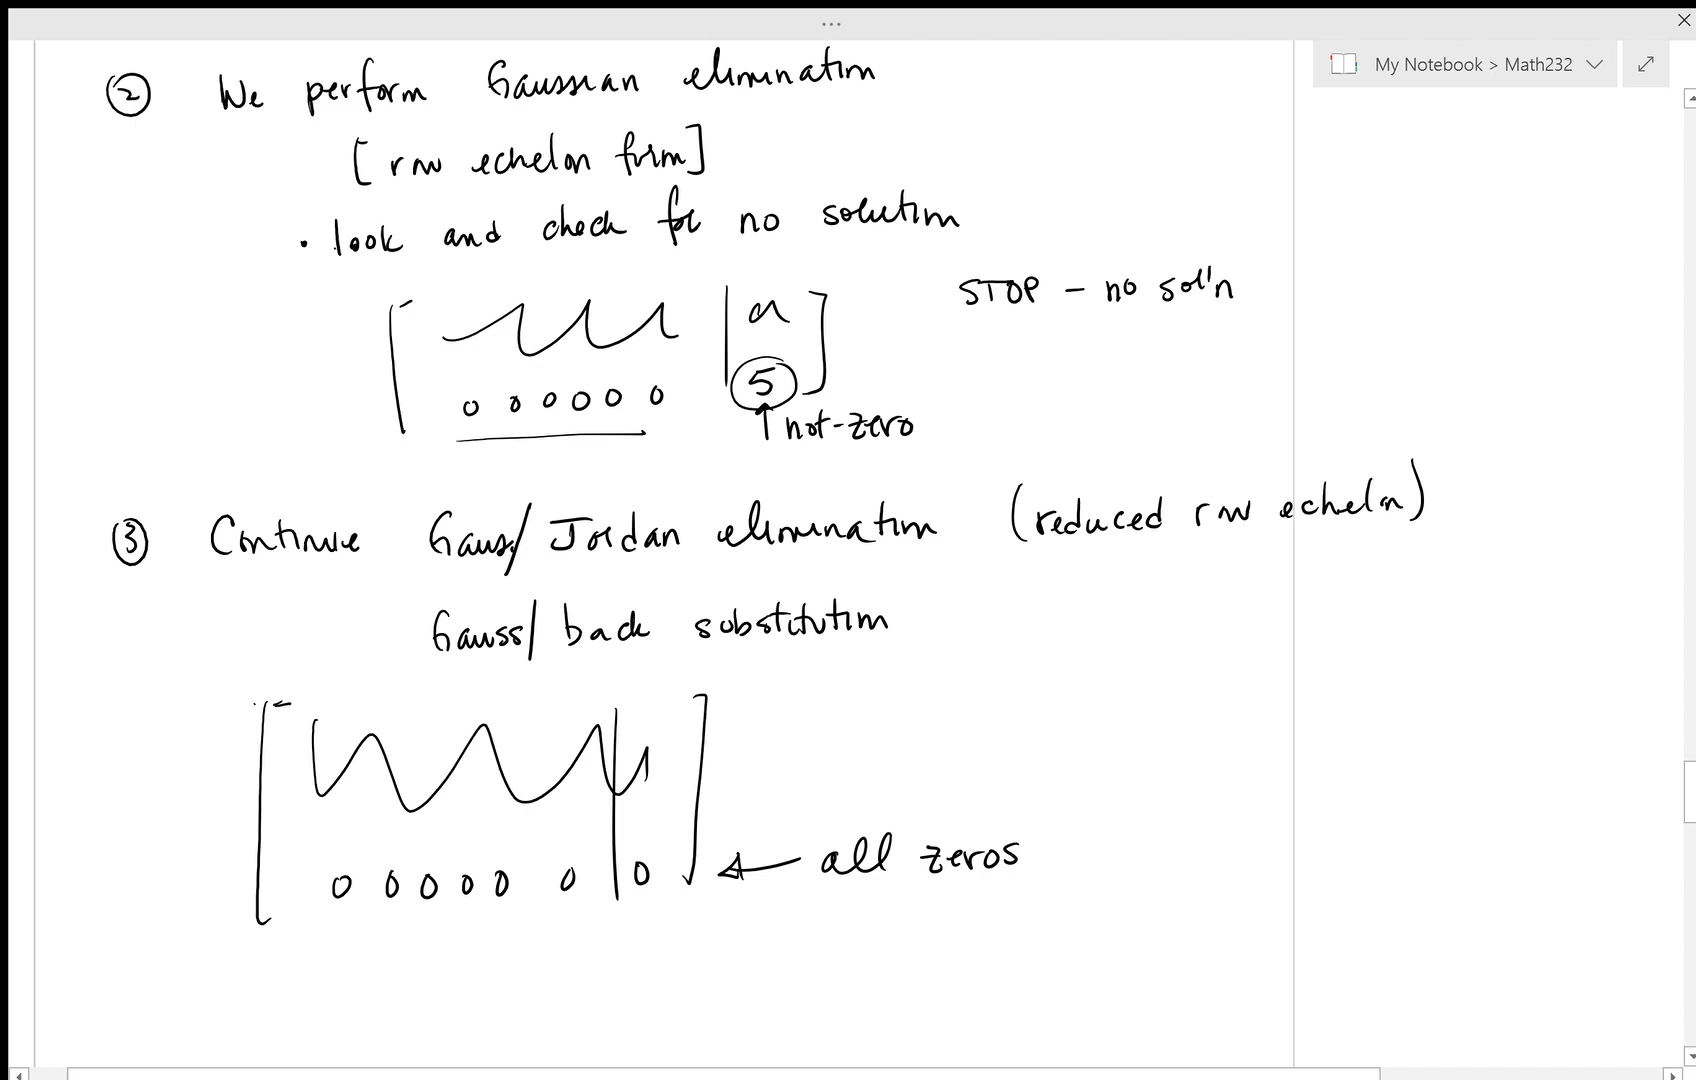 ...
My Notebook > Math232
② We perform Gaussian elimination
[row echelon form]
• look and check for no solution
STOP – no sol'n
0 0 0 0 0 0 5
↑ not-zero
③ Continue Gauss/Jordan elimination (reduced row echelon)
Gauss/back substitution
0 0 0 0 0 0 | 0 ← all zeros